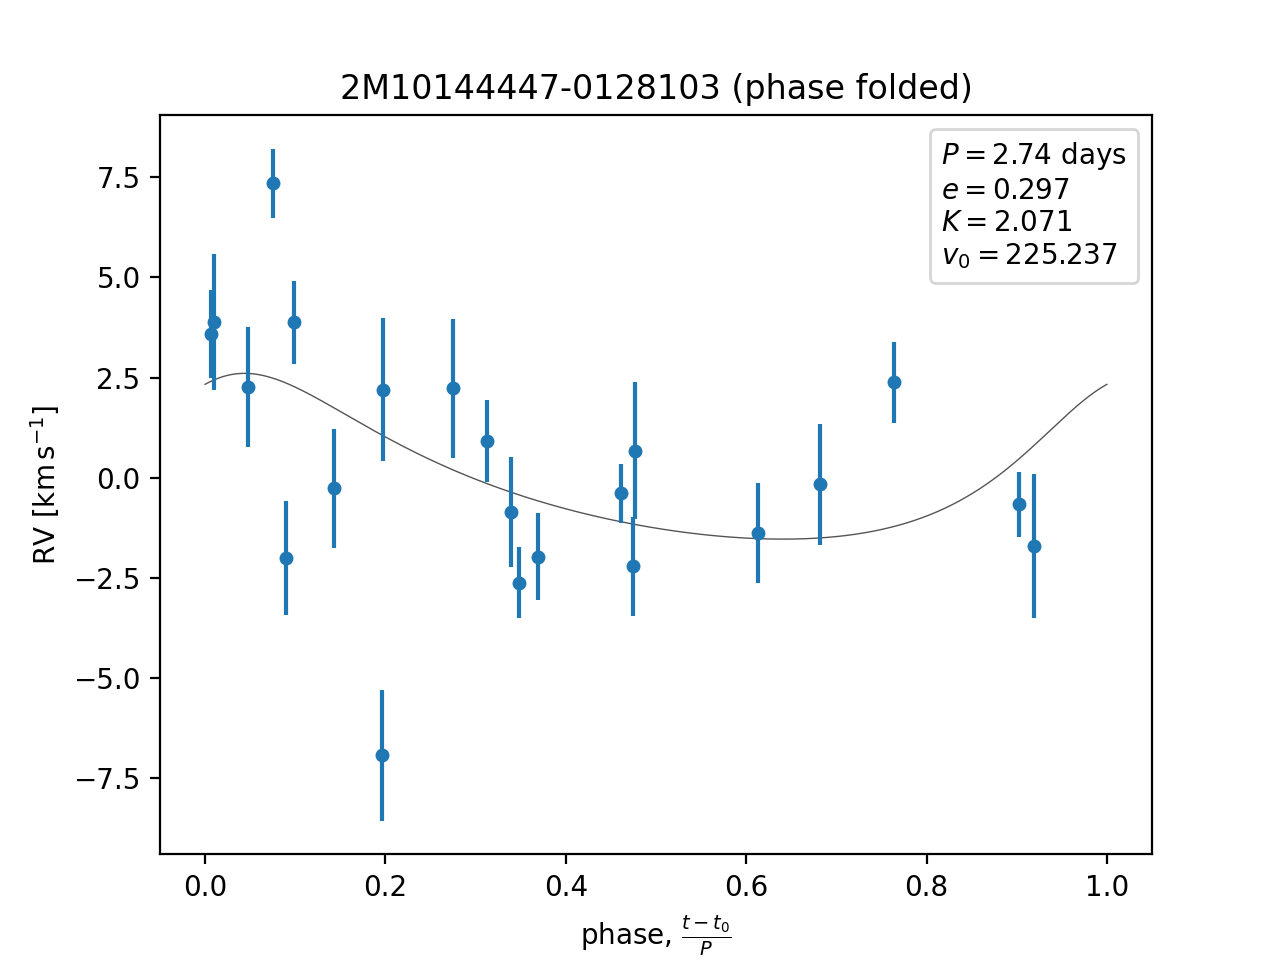 2M10144447-0128103 (phase folded)
P = 2.74 days
e = 0.297
K = 2.071
v₀ = 225.237
RV [km s⁻¹]
7.5
5.0
2.5
0.0
−2.5
−5.0
−7.5
0.0 0.2 0.4 0.6 0.8 1.0
phase, (t − t₀)/P